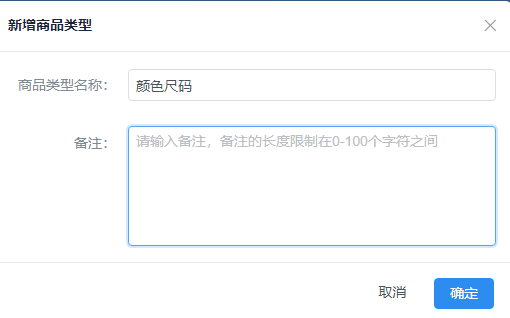 新增商品类型
商品类型名称：
颜色尺码
备注：
请输入备注，备注的长度限制在0-100个字符之间
取消
确定